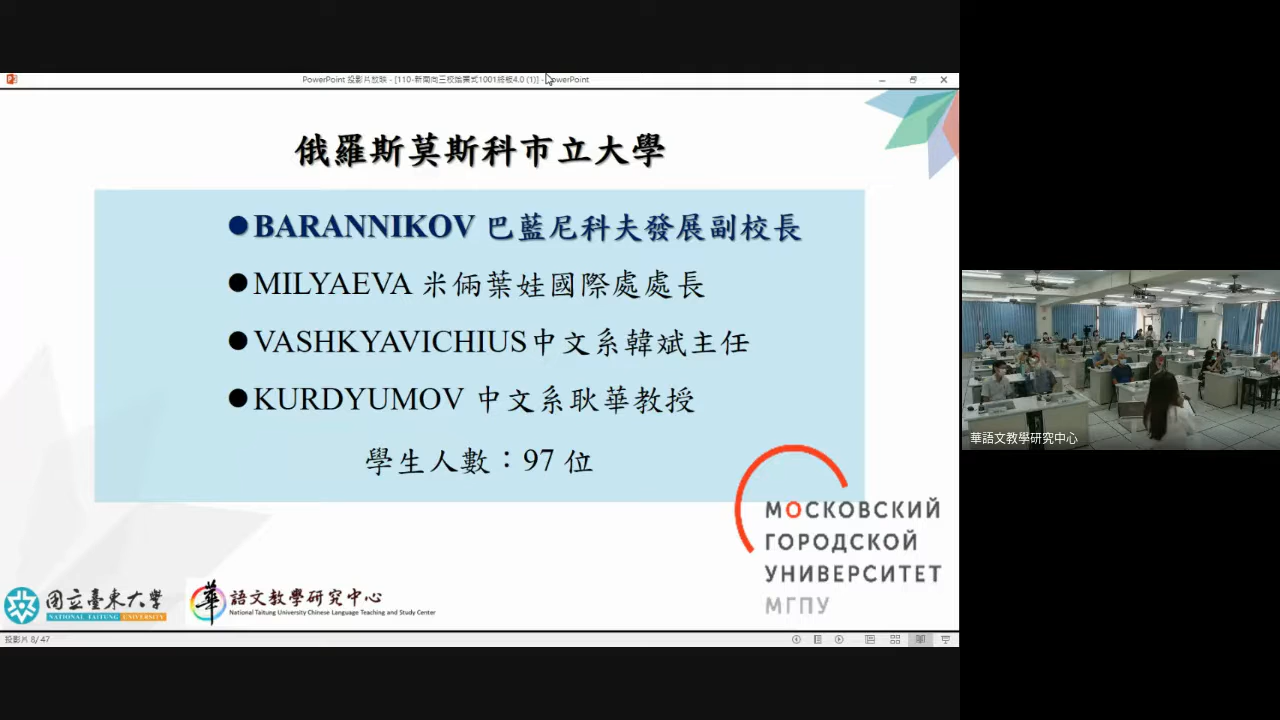 PowerPoint 投影片放映 - [110-新南向三校始業式1001終板4.0 (1)] - PowerPoint
俄羅斯莫斯科市立大學
●BARANNIKOV 巴藍尼科夫發展副校長
●MILYAEVA 米倆葉娃國際處處長
●VASHKYAVICHIUS中文系韓斌主任
●KURDYUMOV 中文系耿華教授
學生人數：97 位
МОСКОВСКИЙ
ГОРОДСКОЙ
УНИВЕРСИТЕТ
МГПУ
國立臺東大學
NATIONAL TAITUNG UNIVERSITY
華語文教學研究中心
National Taitung University Chinese Language Teaching and Study Center
投影片 8/ 47
華語文教學研究中心